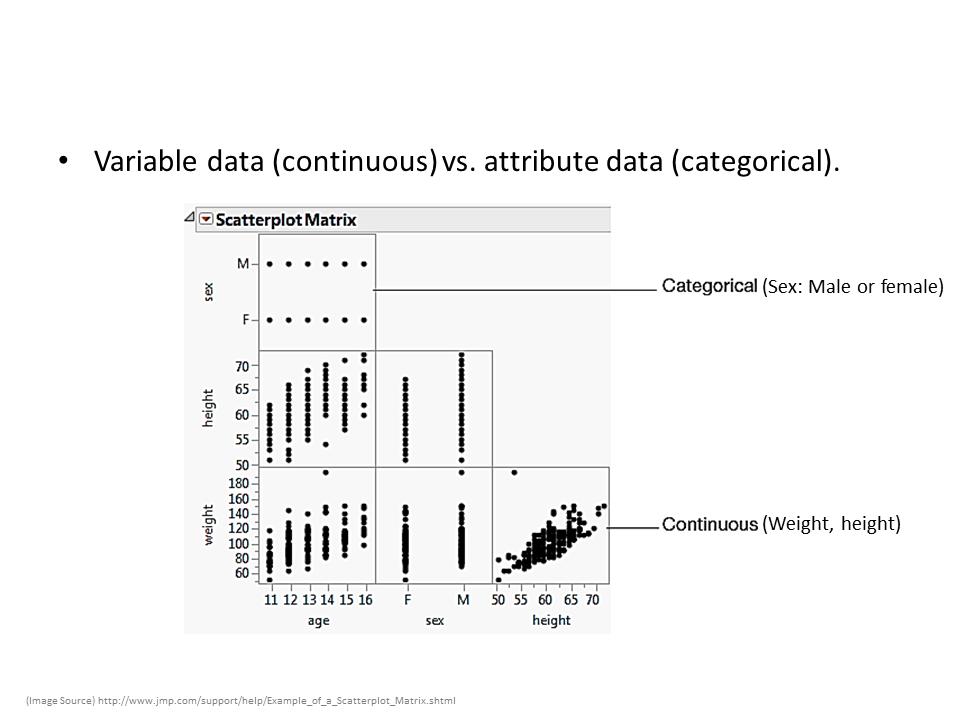 • Variable data (continuous) vs. attribute data (categorical).
Scatterplot Matrix
M
F
sex
Categorical (Sex: Male or female)
70
65
60
55
50
height
180
160
140
120
100
80
60
weight
Continuous (Weight, height)
11 12 13 14 15 16 F M 50 55 60 65 70
age sex height
(Image Source) http://www.jmp.com/support/help/Example_of_a_Scatterplot_Matrix.shtml